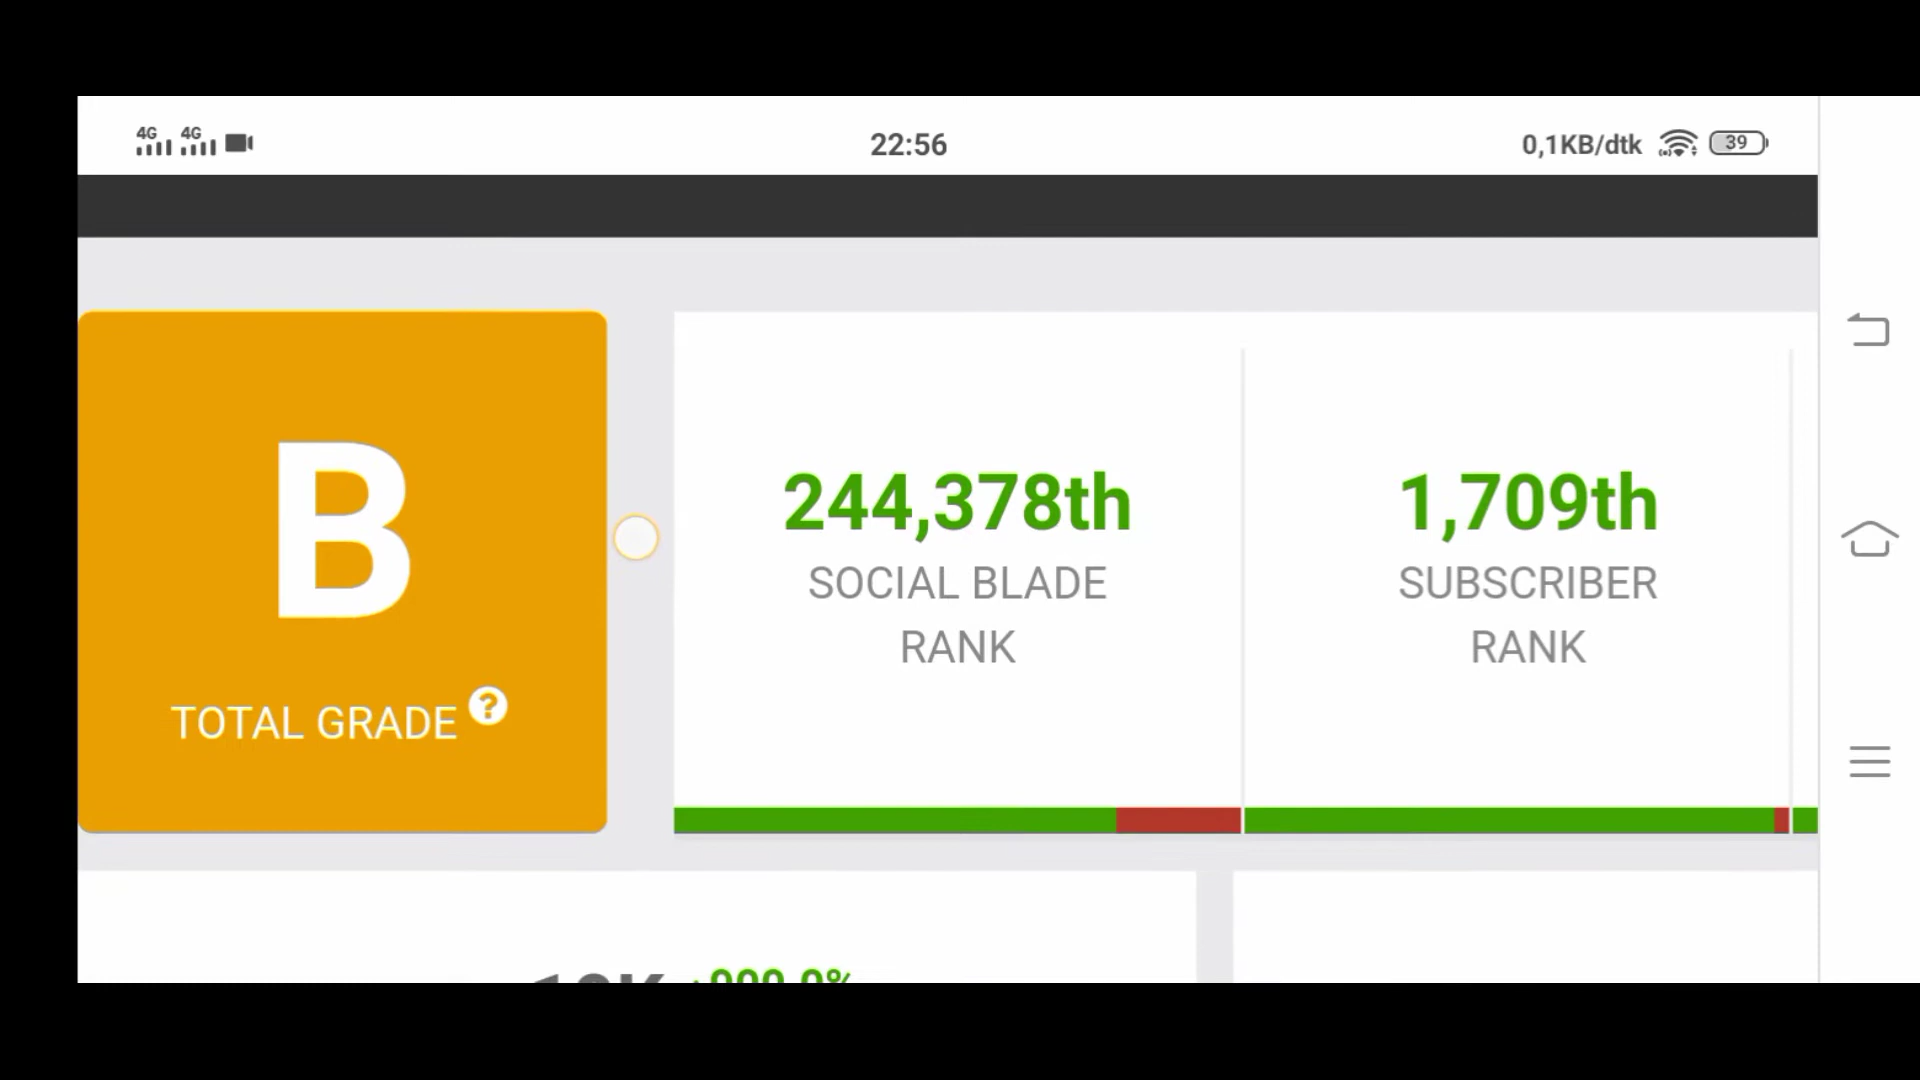 4G 4G 22:56 0,1KB/dtk 39
B
TOTAL GRADE ?
244,378th
SOCIAL BLADE
RANK
1,709th
SUBSCRIBER
RANK